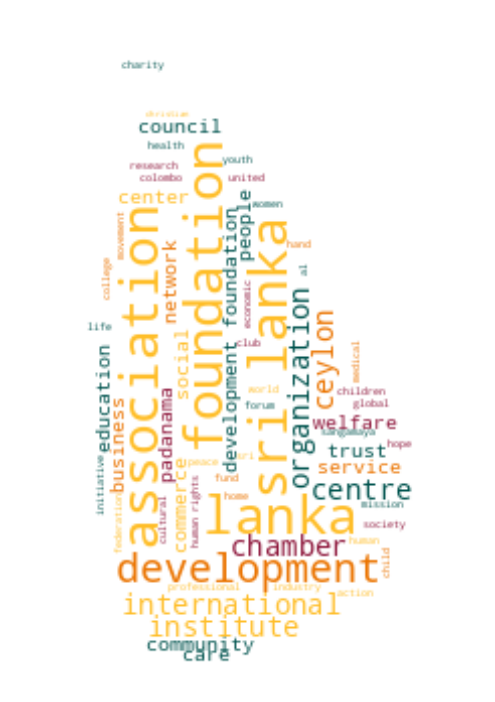 charity
christian
council
health
research
youth
colombo
united
center
people
women
movement
association
foundation
sri lanka
network
hand
college
al
economic
development foundation
organization
ceylon
life
club
social
medical
education
world
children
forum
global
business
padanama
welfare
sangamaya
hope
trust
peace
sri
service
initiative
commerce
fund
human rights
centre
home
cultural
lanka
mission
federation
society
chamber
human
development
child
professional
industry
action
international
institute
community
care